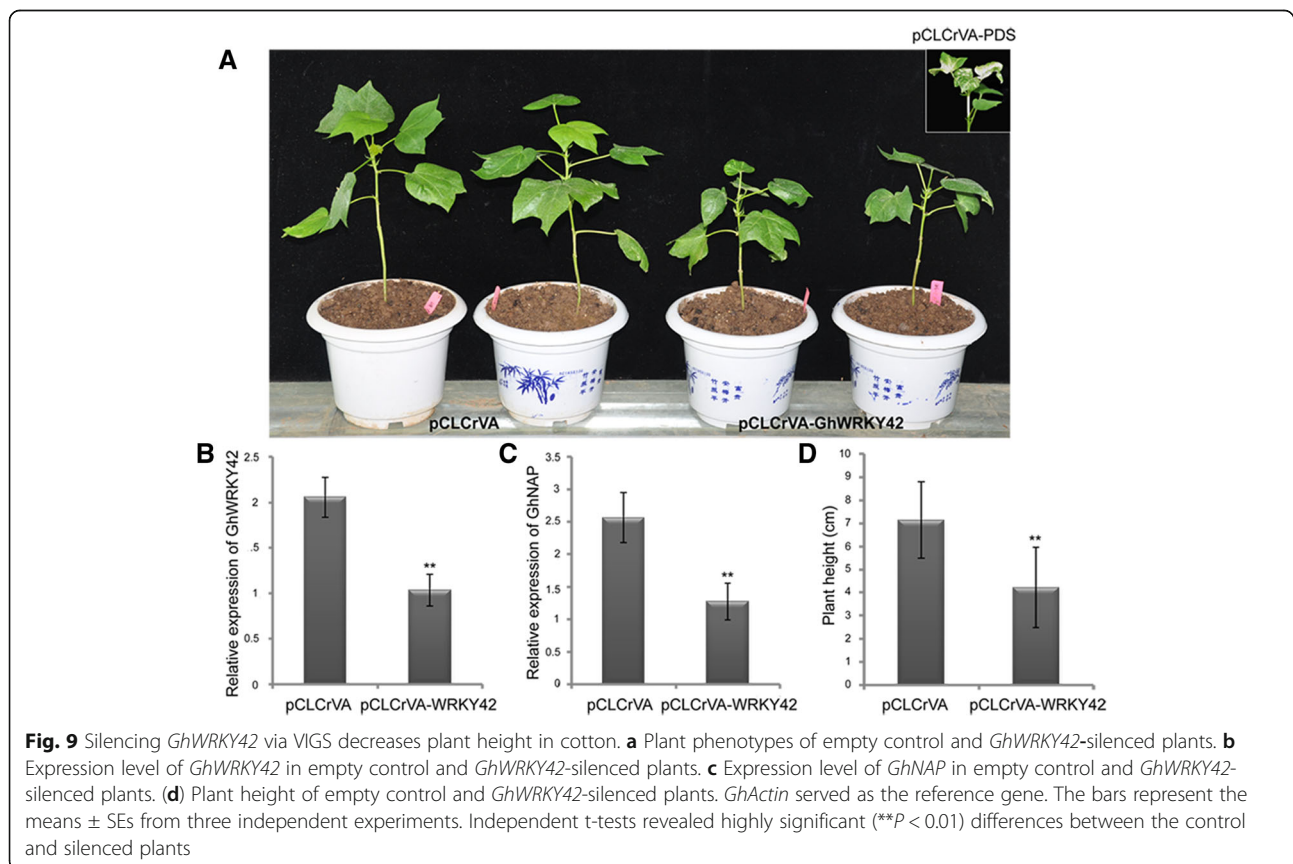 pCLCrVA-PDS
A
pCLCrVA
pCLCrVA-GhWRKY42
B
Relative expression of GhWRKY42
2.5
2
.5
1
0.5
0
pCLCrVA
pCLCrVA-WRKY42
**
C
Relative expression of GhNAP
3.5
3
2.5
2
1.5
1
0.5
0
pCLCrVA
pCLCrVA-WRKY42
**
D
Plant height (cm)
10
9
8
7
6
5
4
3
2
1
0
pCLCrVA
pCLCrVA-WRKY42
**
Fig. 9 Silencing GhWRKY42 via VIGS decreases plant height in cotton. a Plant phenotypes of empty control and GhWRKY42-silenced plants. b
Expression level of GhWRKY42 in empty control and GhWRKY42-silenced plants. c Expression level of GhNAP in empty control and GhWRKY42-
silenced plants. (d) Plant height of empty control and GhWRKY42-silenced plants. GhActin served as the reference gene. The bars represent the
means ± SEs from three independent experiments. Independent t-tests revealed highly significant (**P < 0.01) differences between the control
and silenced plants